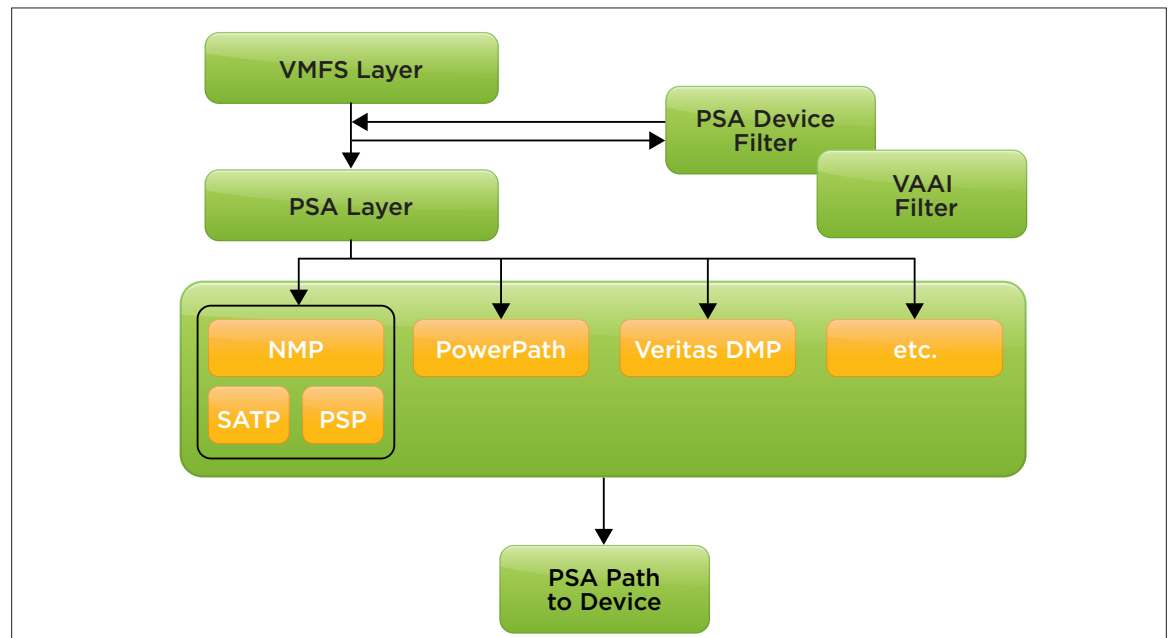 VMFS Layer
PSA Device
Filter
VAAI
Filter
PSA Layer
NMP
PowerPath
Veritas DMP
etc.
SATP
PSP
PSA Path
to Device